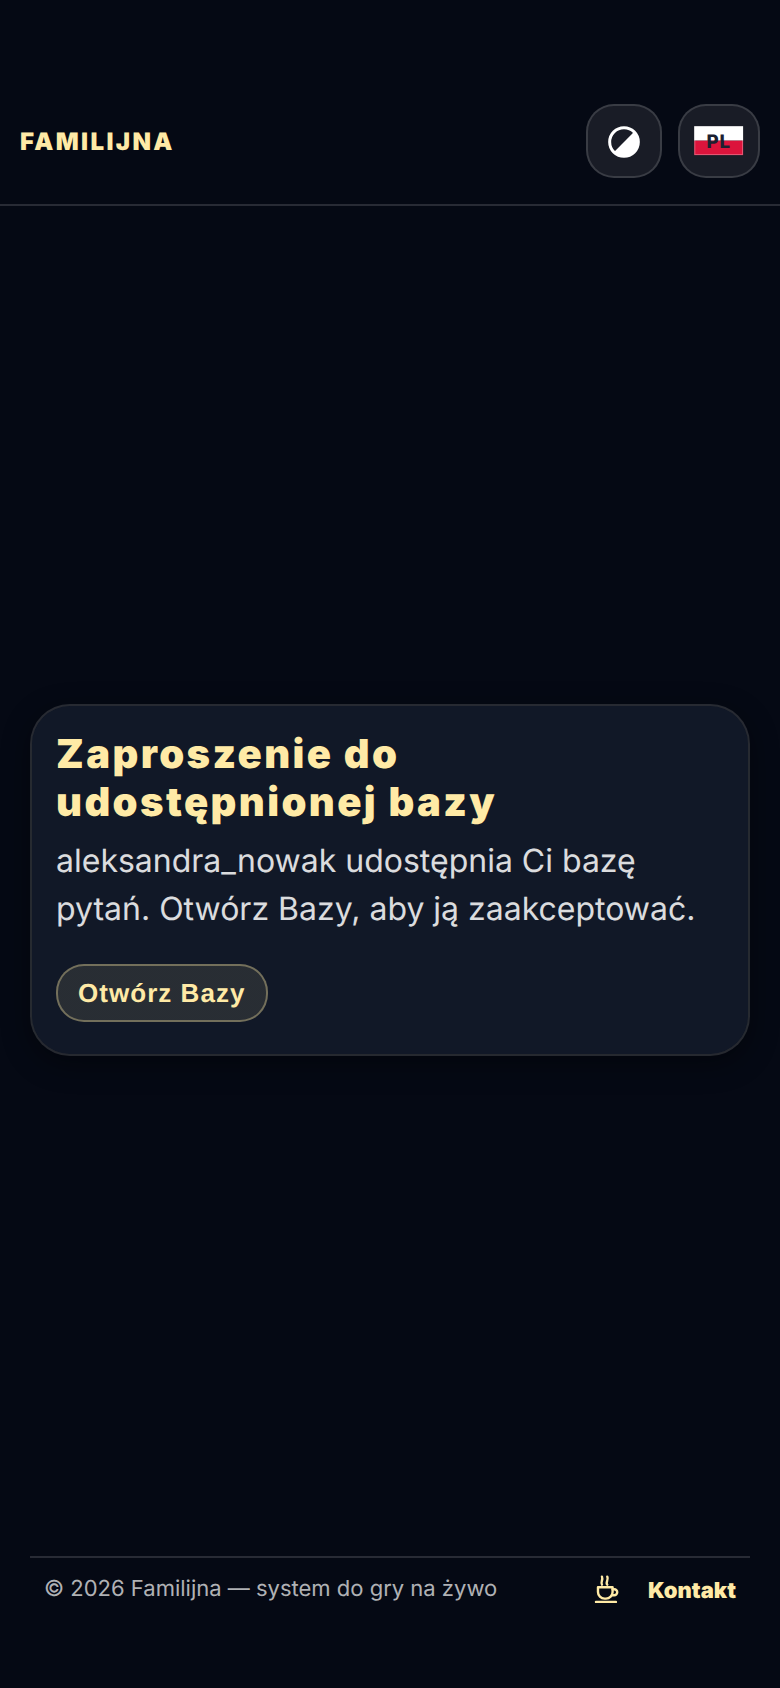 FAMILIJNA
PL
Zaproszenie do
udostępnionej bazy
aleksandra_nowak udostępnia Ci bazę
pytań. Otwórz Bazy, aby ją zaakceptować.
Otwórz Bazy
© 2026 Familijna — system do gry na żywo
Kontakt